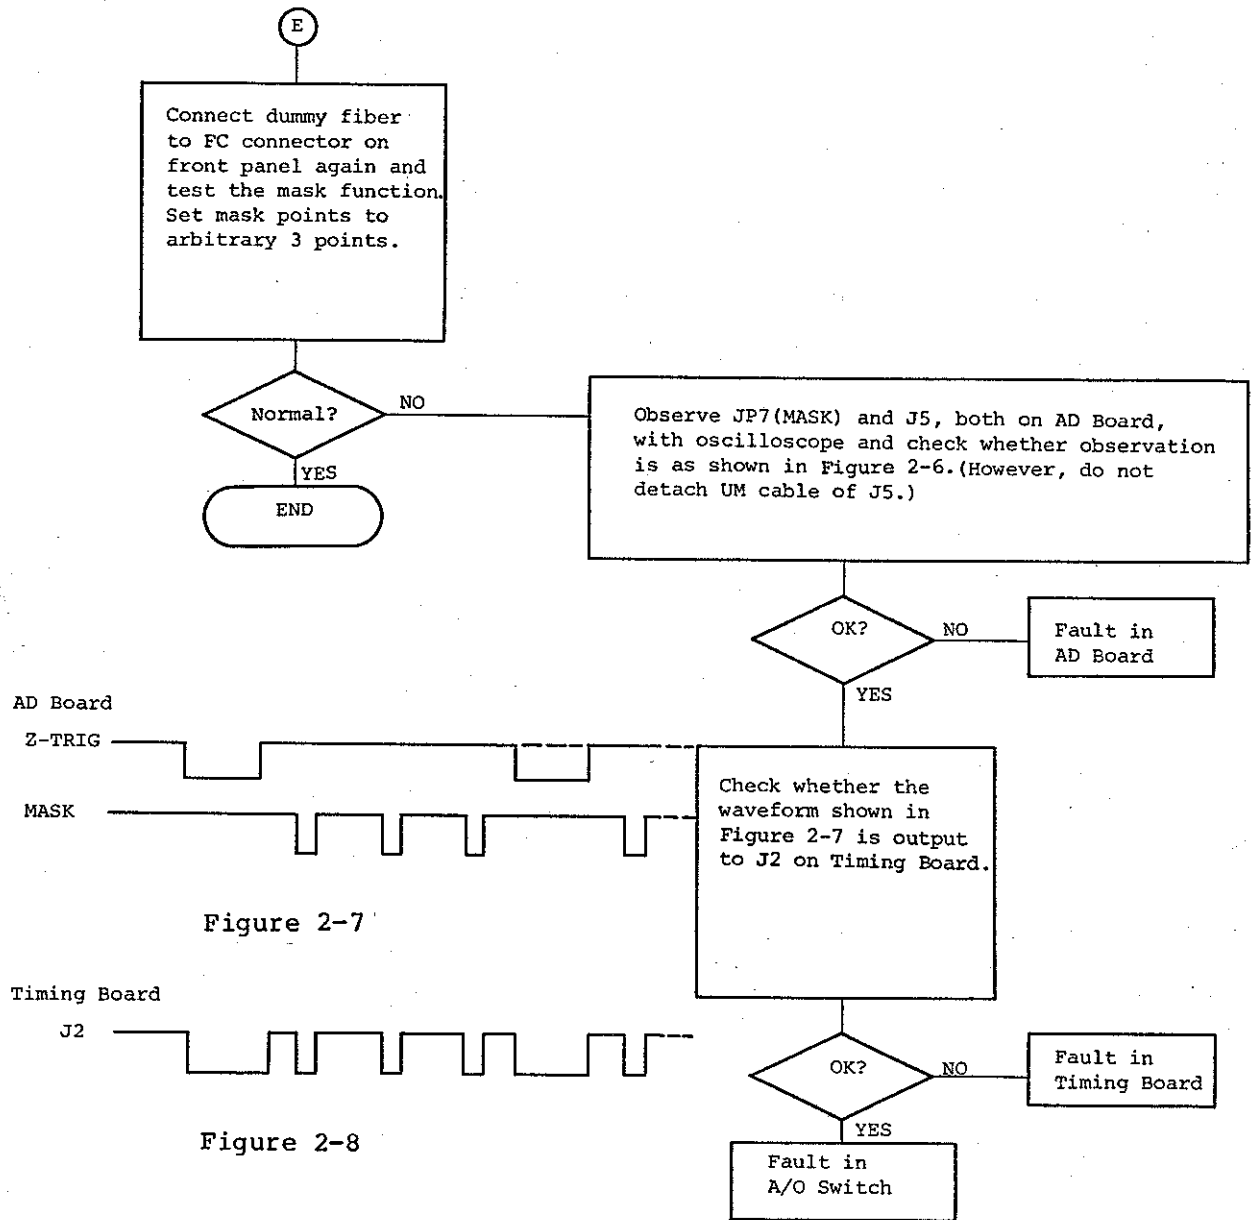 E
Connect dummy fiber
to FC connector on
front panel again and
test the mask function.
Set mask points to
arbitrary 3 points.
Normal?
NO
YES
END
Observe JP7(MASK) and J5, both on AD Board,
with oscilloscope and check whether observation
is as shown in Figure 2-6.(However, do not
detach UM cable of J5.)
OK?
NO
Fault in
AD Board
YES
AD Board
Z-TRIG
MASK
Figure 2-7
Check whether the
waveform shown in
Figure 2-7 is output
to J2 on Timing Board.
Timing Board
J2
Figure 2-8
OK?
NO
Fault in
Timing Board
YES
Fault in
A/O Switch